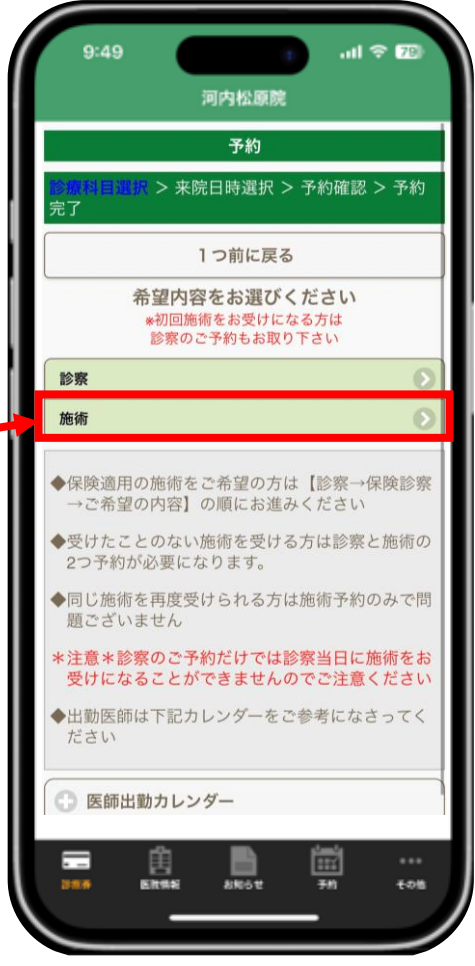 9:49
79
河内松原院
予約
診療科目選択 > 来院日時選択 > 予約確認 > 予約
完了
1つ前に戻る
希望内容をお選びください
※初回施術をお受けになる方は
診察のご予約もお取り下さい
診察
施術
◆保険適用の施術をご希望の方は【診察→保険診察
→ご希望の内容】の順にお進みください
◆受けたことのない施術を受ける方は診察と施術の
2つ予約が必要になります。
◆同じ施術を再度受けられる方は施術予約のみで問
題ございません
*注意*診察のご予約だけでは診察当日に施術をお
受けになることができませんのでご注意ください
◆出勤医師は下記カレンダーをご参考になさってく
ださい
医師出勤カレンダー
診察券 医院情報 お知らせ 予約 その他